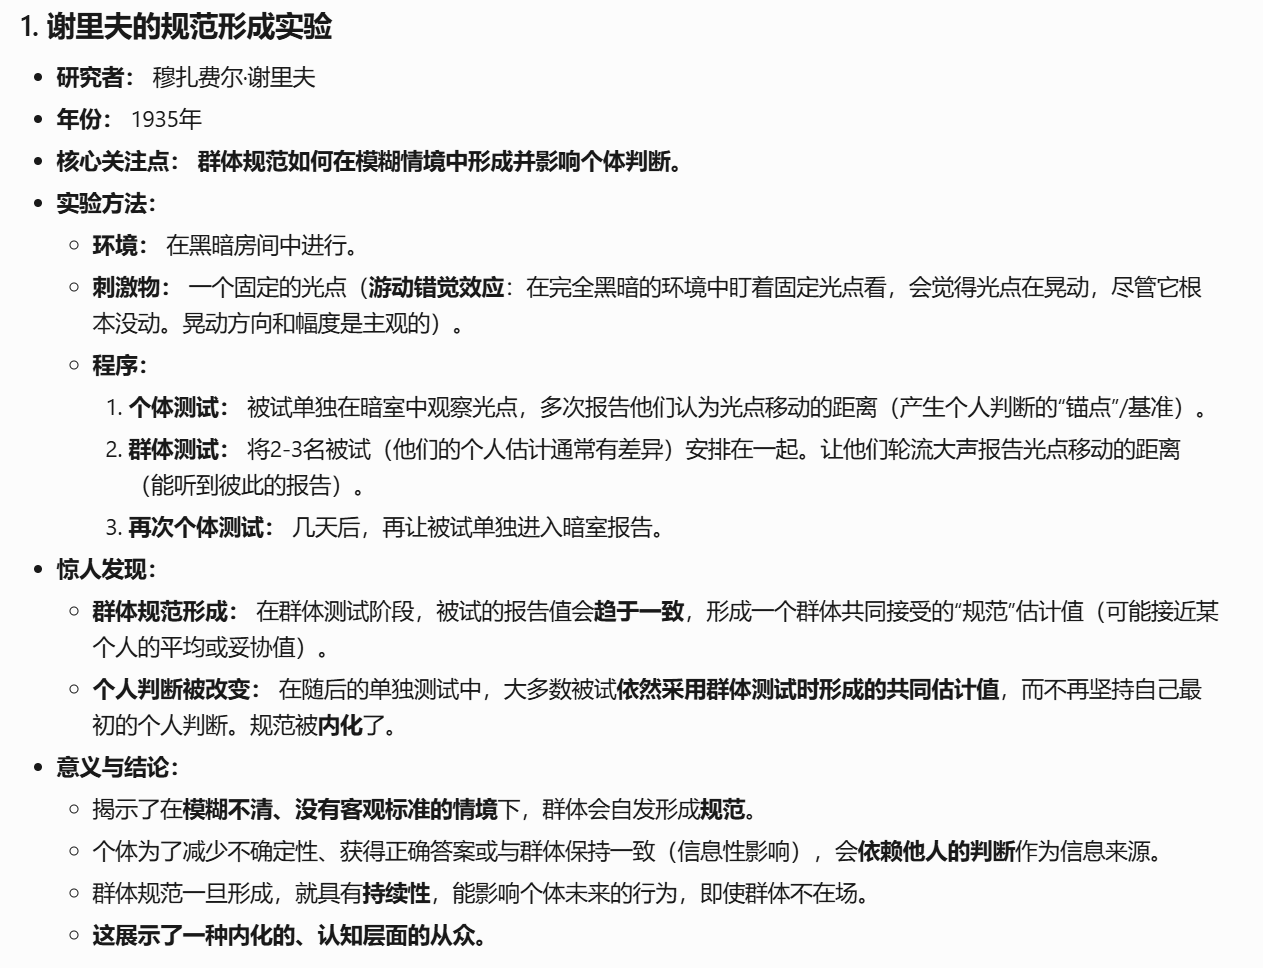 1. 谢里夫的规范形成实验
• 研究者： 穆扎费尔·谢里夫
• 年份： 1935年
• 核心关注点： 群体规范如何在模糊情境中形成并影响个体判断。
• 实验方法：
○ 环境： 在黑暗房间中进行。
○ 刺激物： 一个固定的光点（游动错觉效应：在完全黑暗的环境中盯着固定光点看，会觉得光点在晃动，尽管它根
本没动。晃动方向和幅度是主观的）。
○ 程序：
1. 个体测试： 被试单独在暗室中观察光点，多次报告他们认为光点移动的距离（产生个人判断的“锚点”/基准）。
2. 群体测试： 将2-3名被试（他们的个人估计通常有差异）安排在一起。让他们轮流大声报告光点移动的距离
（能听到彼此的报告）。
3. 再次个体测试： 几天后，再让被试单独进入暗室报告。
• 惊人发现：
○ 群体规范形成： 在群体测试阶段，被试的报告值会趋于一致，形成一个群体共同接受的“规范”估计值（可能接近某
个人的平均或妥协值）。
○ 个人判断被改变： 在随后的单独测试中，大多数被试依然采用群体测试时形成的共同估计值，而不再坚持自己最
初的个人判断。规范被内化了。
• 意义与结论：
○ 揭示了在模糊不清、没有客观标准的情境下，群体会自发形成规范。
○ 个体为了减少不确定性、获得正确答案或与群体保持一致（信息性影响），会依赖他人的判断作为信息来源。
○ 群体规范一旦形成，就具有持续性，能影响个体未来的行为，即使群体不在场。
○ 这展示了一种内化的、认知层面的从众。